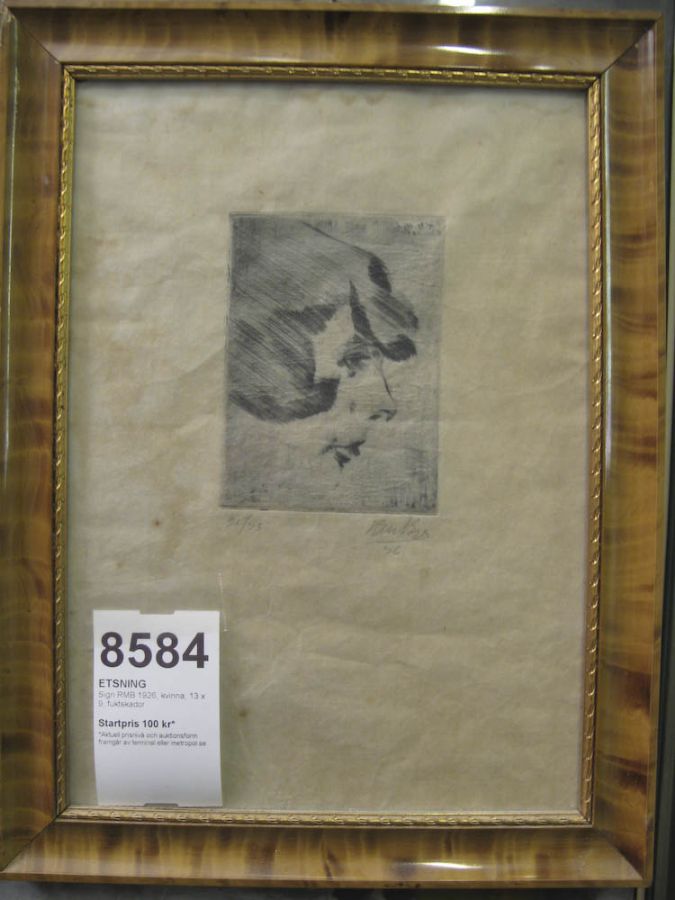 '26
8584
ETSNING
Sign RMB 1926, kvinna, 13 x
9, fuktskador
Startpris 100 kr*
*Aktuell prisnivå och auktionsform
framgår av terminal eller metropol.se